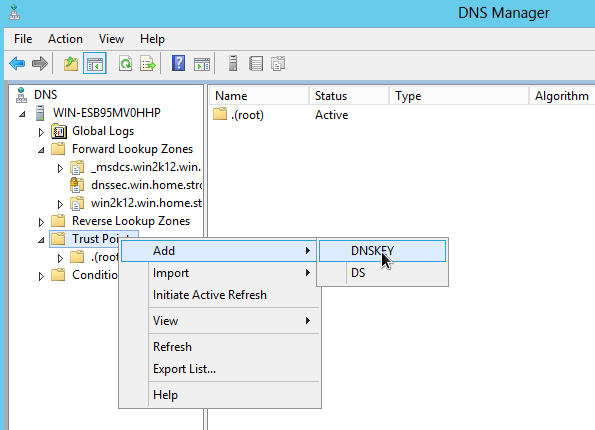 DNS Manager
File Action View Help
DNS
WIN-ESB95MV0HHP
Global Logs
Forward Lookup Zones
_msdcs.win2k12.win.
dnssec.win.home.stro
win2k12.win.home.st
Reverse Lookup Zones
Trust Points
.(root
Conditio
Name Status Type Algorithm
.(root) Active
Add
Import
Initiate Active Refresh
View
Refresh
Export List...
Help
DNSKEY
DS